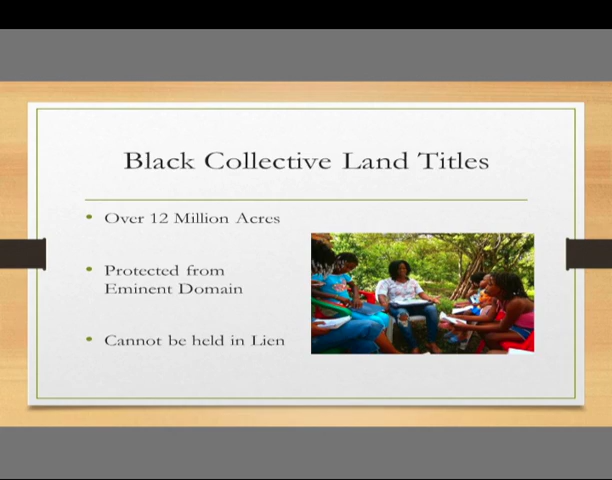 Black Collective Land Titles
Over 12 Million Acres
Protected from
Eminent Domain
Cannot be held in Lien